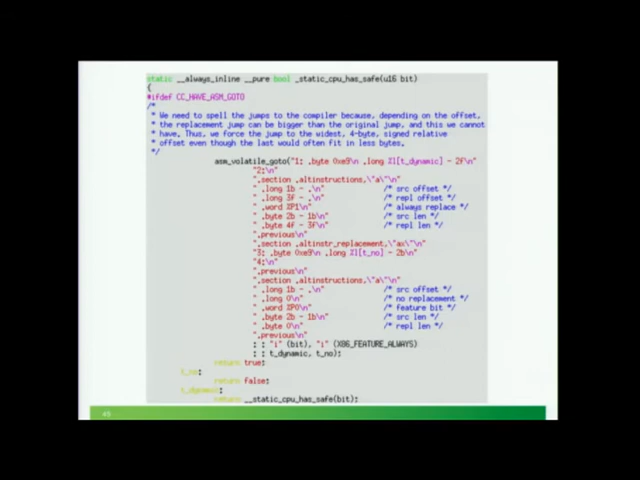 static __always_inline __pure bool _static_cpu_has_safe(u16 bit)
{
#ifdef CC_HAVE_ASM_GOTO
/*
* We need to spell the jumps to the compiler because, depending on the offset,
* the replacement jump can be bigger than the original jump, and this we cannot
* have. Thus, we force the jump to the widest, 4-byte, signed relative
* offset even though the last would often fit in less bytes.
*/
asm_volatile_goto("1: .byte 0xe9\n .long %l[t_dynamic] - 2f\n"
"2:\n"
".section .altinstructions,\"a\"\n"
" .long 1b - .\n" /* src offset */
" .long 3f - .\n" /* repl offset */
" .word %P1\n" /* always replace */
" .byte 2b - 1b\n" /* src len */
" .byte 4f - 3f\n" /* repl len */
".previous\n"
".section .altinstr_replacement,\"ax\"\n"
"3: .byte 0xe9\n .long %l[t_no] - 2b\n"
"4:\n"
".previous\n"
".section .altinstructions,\"a\"\n"
" .long 1b - .\n" /* src offset */
" .long 0\n" /* no replacement */
" .word %P0\n" /* feature bit */
" .byte 2b - 1b\n" /* src len */
" .byte 0\n" /* repl len */
".previous\n"
: : "i" (bit), "i" (X86_FEATURE_ALWAYS)
: : t_dynamic, t_no);
return true;
t_no:
return false;
t_dynamic:
return __static_cpu_has_safe(bit);